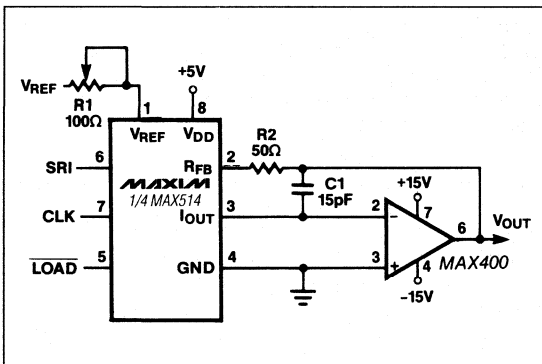 VREF
R1
100Ω
+5V
1
8
VREF
VDD
R2
50Ω
SRI
6
RFB
2
MAXIM
1/4 MAX514
C1
15pF
CLK
7
IOUT
3
LOAD
5
GND
4
2
−
+15V
7
6
VOUT
3
+
4
MAX400
−15V